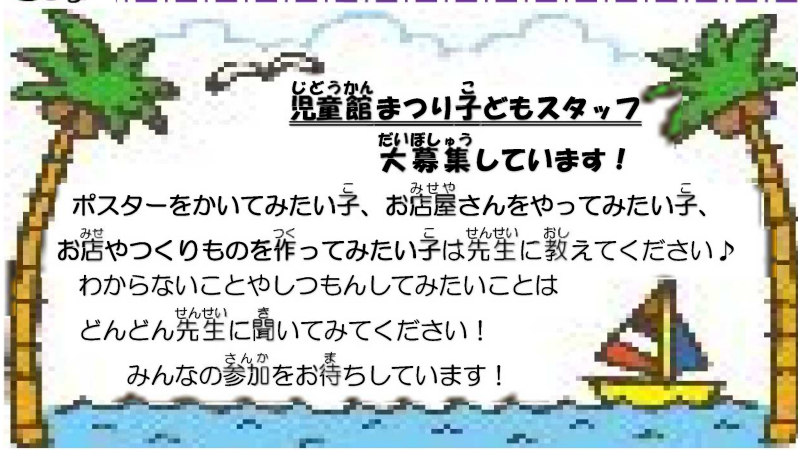 児童館まつり子どもスタッフ
大募集しています！
ポスターをかいてみたい子、お店屋さんをやってみたい子、
お店やつくりものを作ってみたい子は先生に教えてください♪
わからないことやしつもんしてみたいことは
どんどん先生に聞いてみてください！
みんなの参加をお待ちしています！